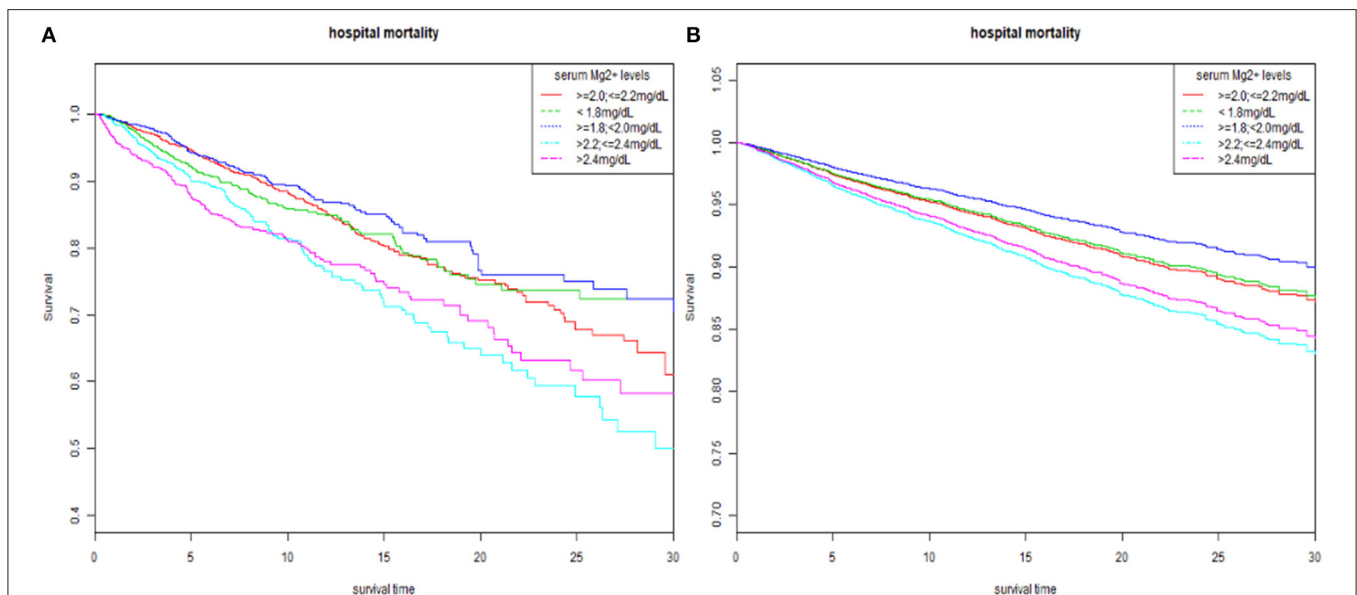 A
hospital mortality
serum Mg2+ levels
>=2.0;<=2.2mg/dL
< 1.8mg/dL
>=1.8;<2.0mg/dL
>2.2;<=2.4mg/dL
>2.4mg/dL
Survival
1.0
0.9
0.8
0.7
0.6
0.5
0.4
0 5 10 15 20 25 30
survival time
B
hospital mortality
serum Mg2+ levels
>=2.0;<=2.2mg/dL
< 1.8mg/dL
>=1.8;<2.0mg/dL
>2.2;<=2.4mg/dL
>2.4mg/dL
Survival
1.05
1.00
0.95
0.90
0.85
0.80
0.75
0.70
0 5 10 15 20 25 30
survival time